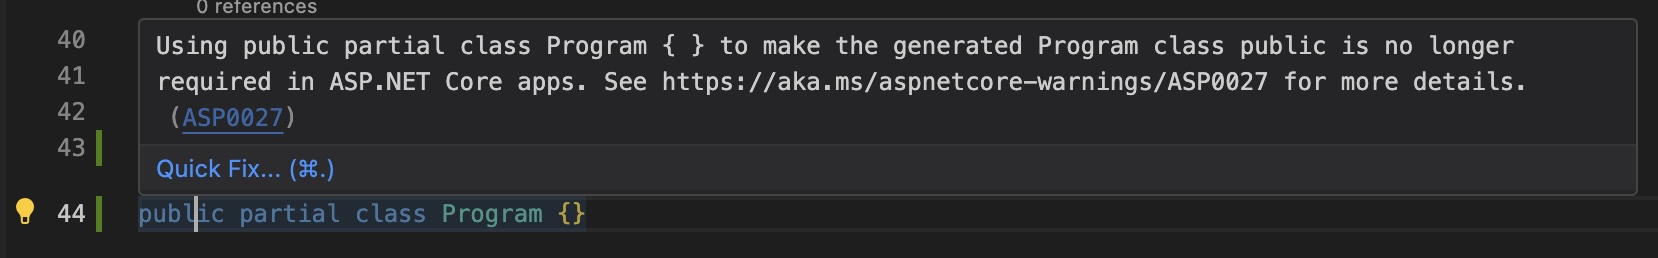 0 references
40
Using public partial class Program { } to make the generated Program class public is no longer
41
required in ASP.NET Core apps. See https://aka.ms/aspnetcore-warnings/ASP0027 for more details.
42
(ASP0027)
43
Quick Fix... (⌘.)
44 public partial class Program {}